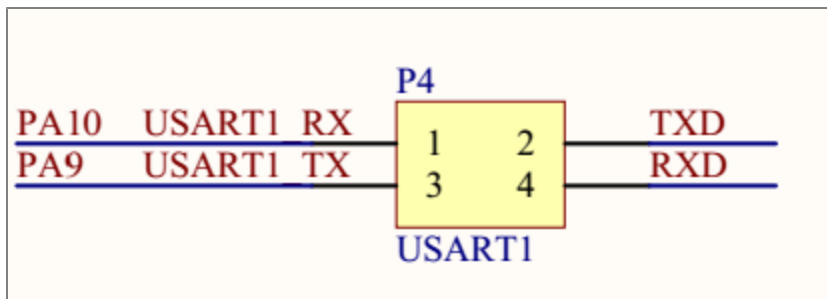 P4
PA10 USART1_RX 1 2 TXD
PA9 USART1_TX 3 4 RXD
USART1